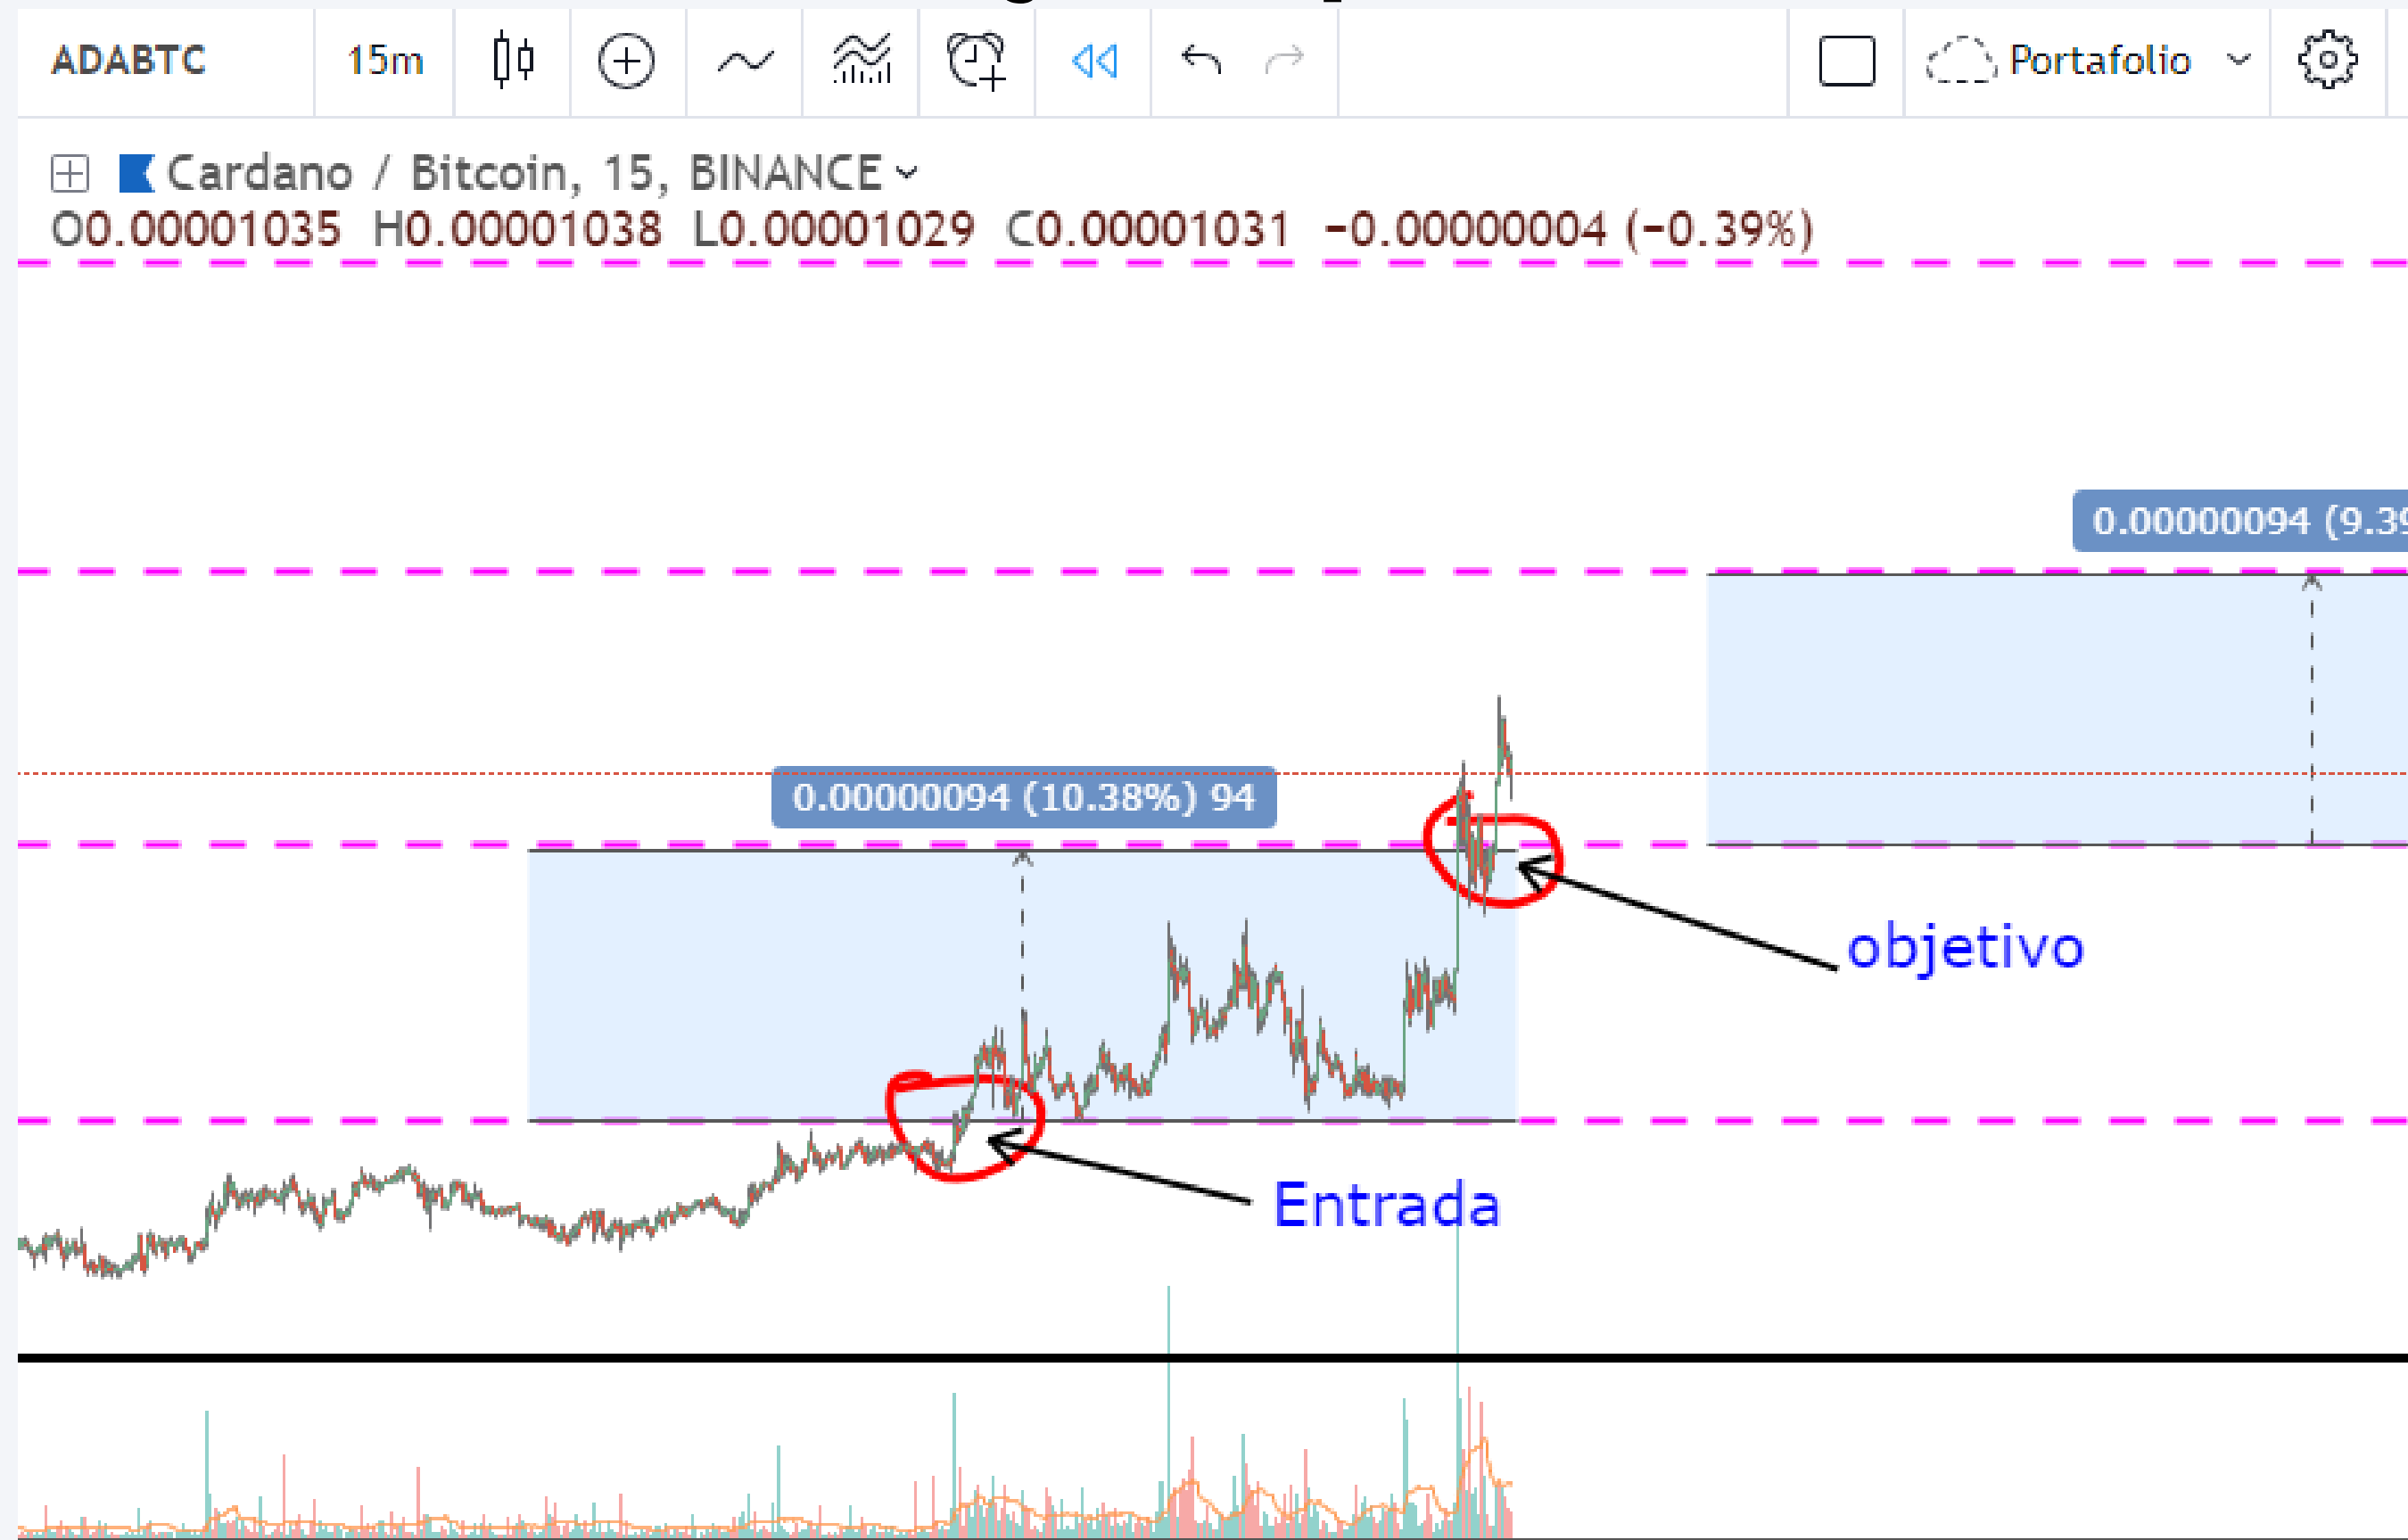 ADABTC 15m Portafolio
Cardano / Bitcoin, 15, BINANCE
O0.00001035 H0.00001038 L0.00001029 C0.00001031 −0.00000004 (−0.39%)
0.00000094 (9.39
0.00000094 (10.38%) 94
objetivo
Entrada